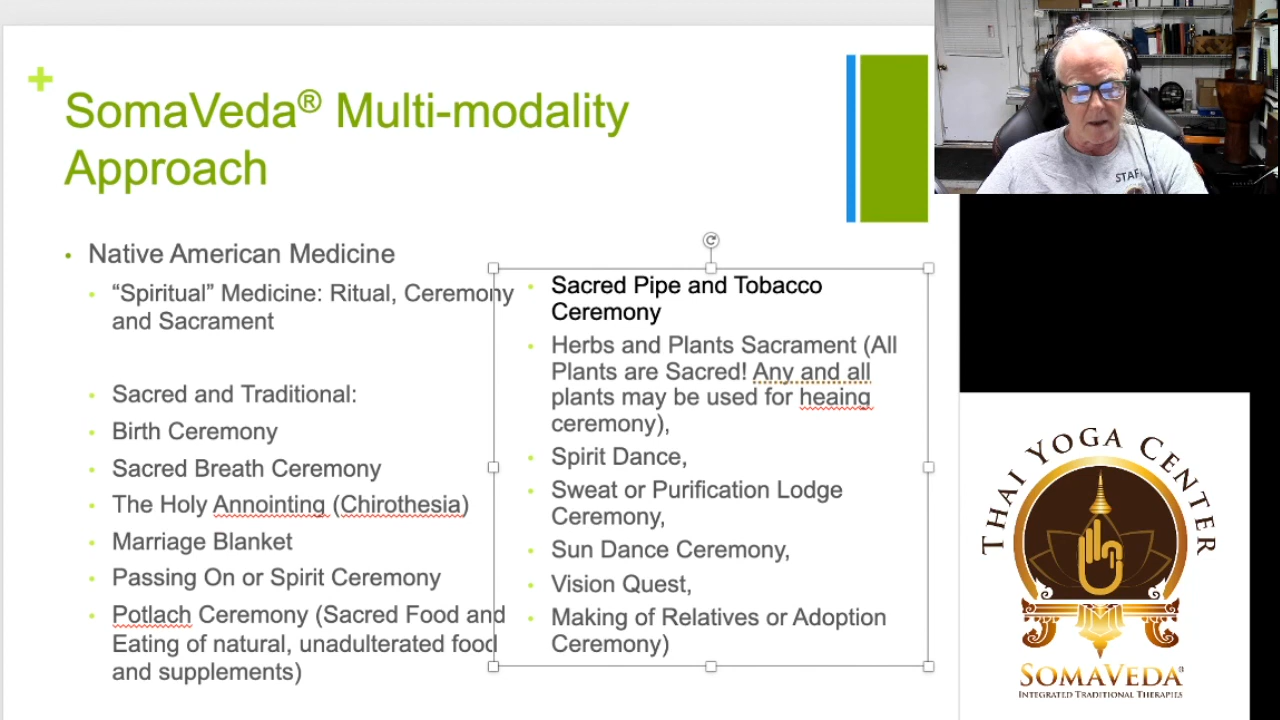 SomaVeda® Multi-modality
Approach
• Native American Medicine
• “Spiritual” Medicine: Ritual, Ceremony
and Sacrament
• Sacred and Traditional:
• Birth Ceremony
• Sacred Breath Ceremony
• The Holy Annointing (Chirothesia)
• Marriage Blanket
• Passing On or Spirit Ceremony
• Potlach Ceremony (Sacred Food and
Eating of natural, unadulterated food
and supplements)
• Sacred Pipe and Tobacco
Ceremony
• Herbs and Plants Sacrament (All
Plants are Sacred! Any and all
plants may be used for heaing
ceremony),
• Spirit Dance,
• Sweat or Purification Lodge
Ceremony,
• Sun Dance Ceremony,
• Vision Quest,
• Making of Relatives or Adoption
Ceremony)
STAF
THAI YOGA CENTER
SOMAVEDA®
INTEGRATED TRADITIONAL THERAPIES